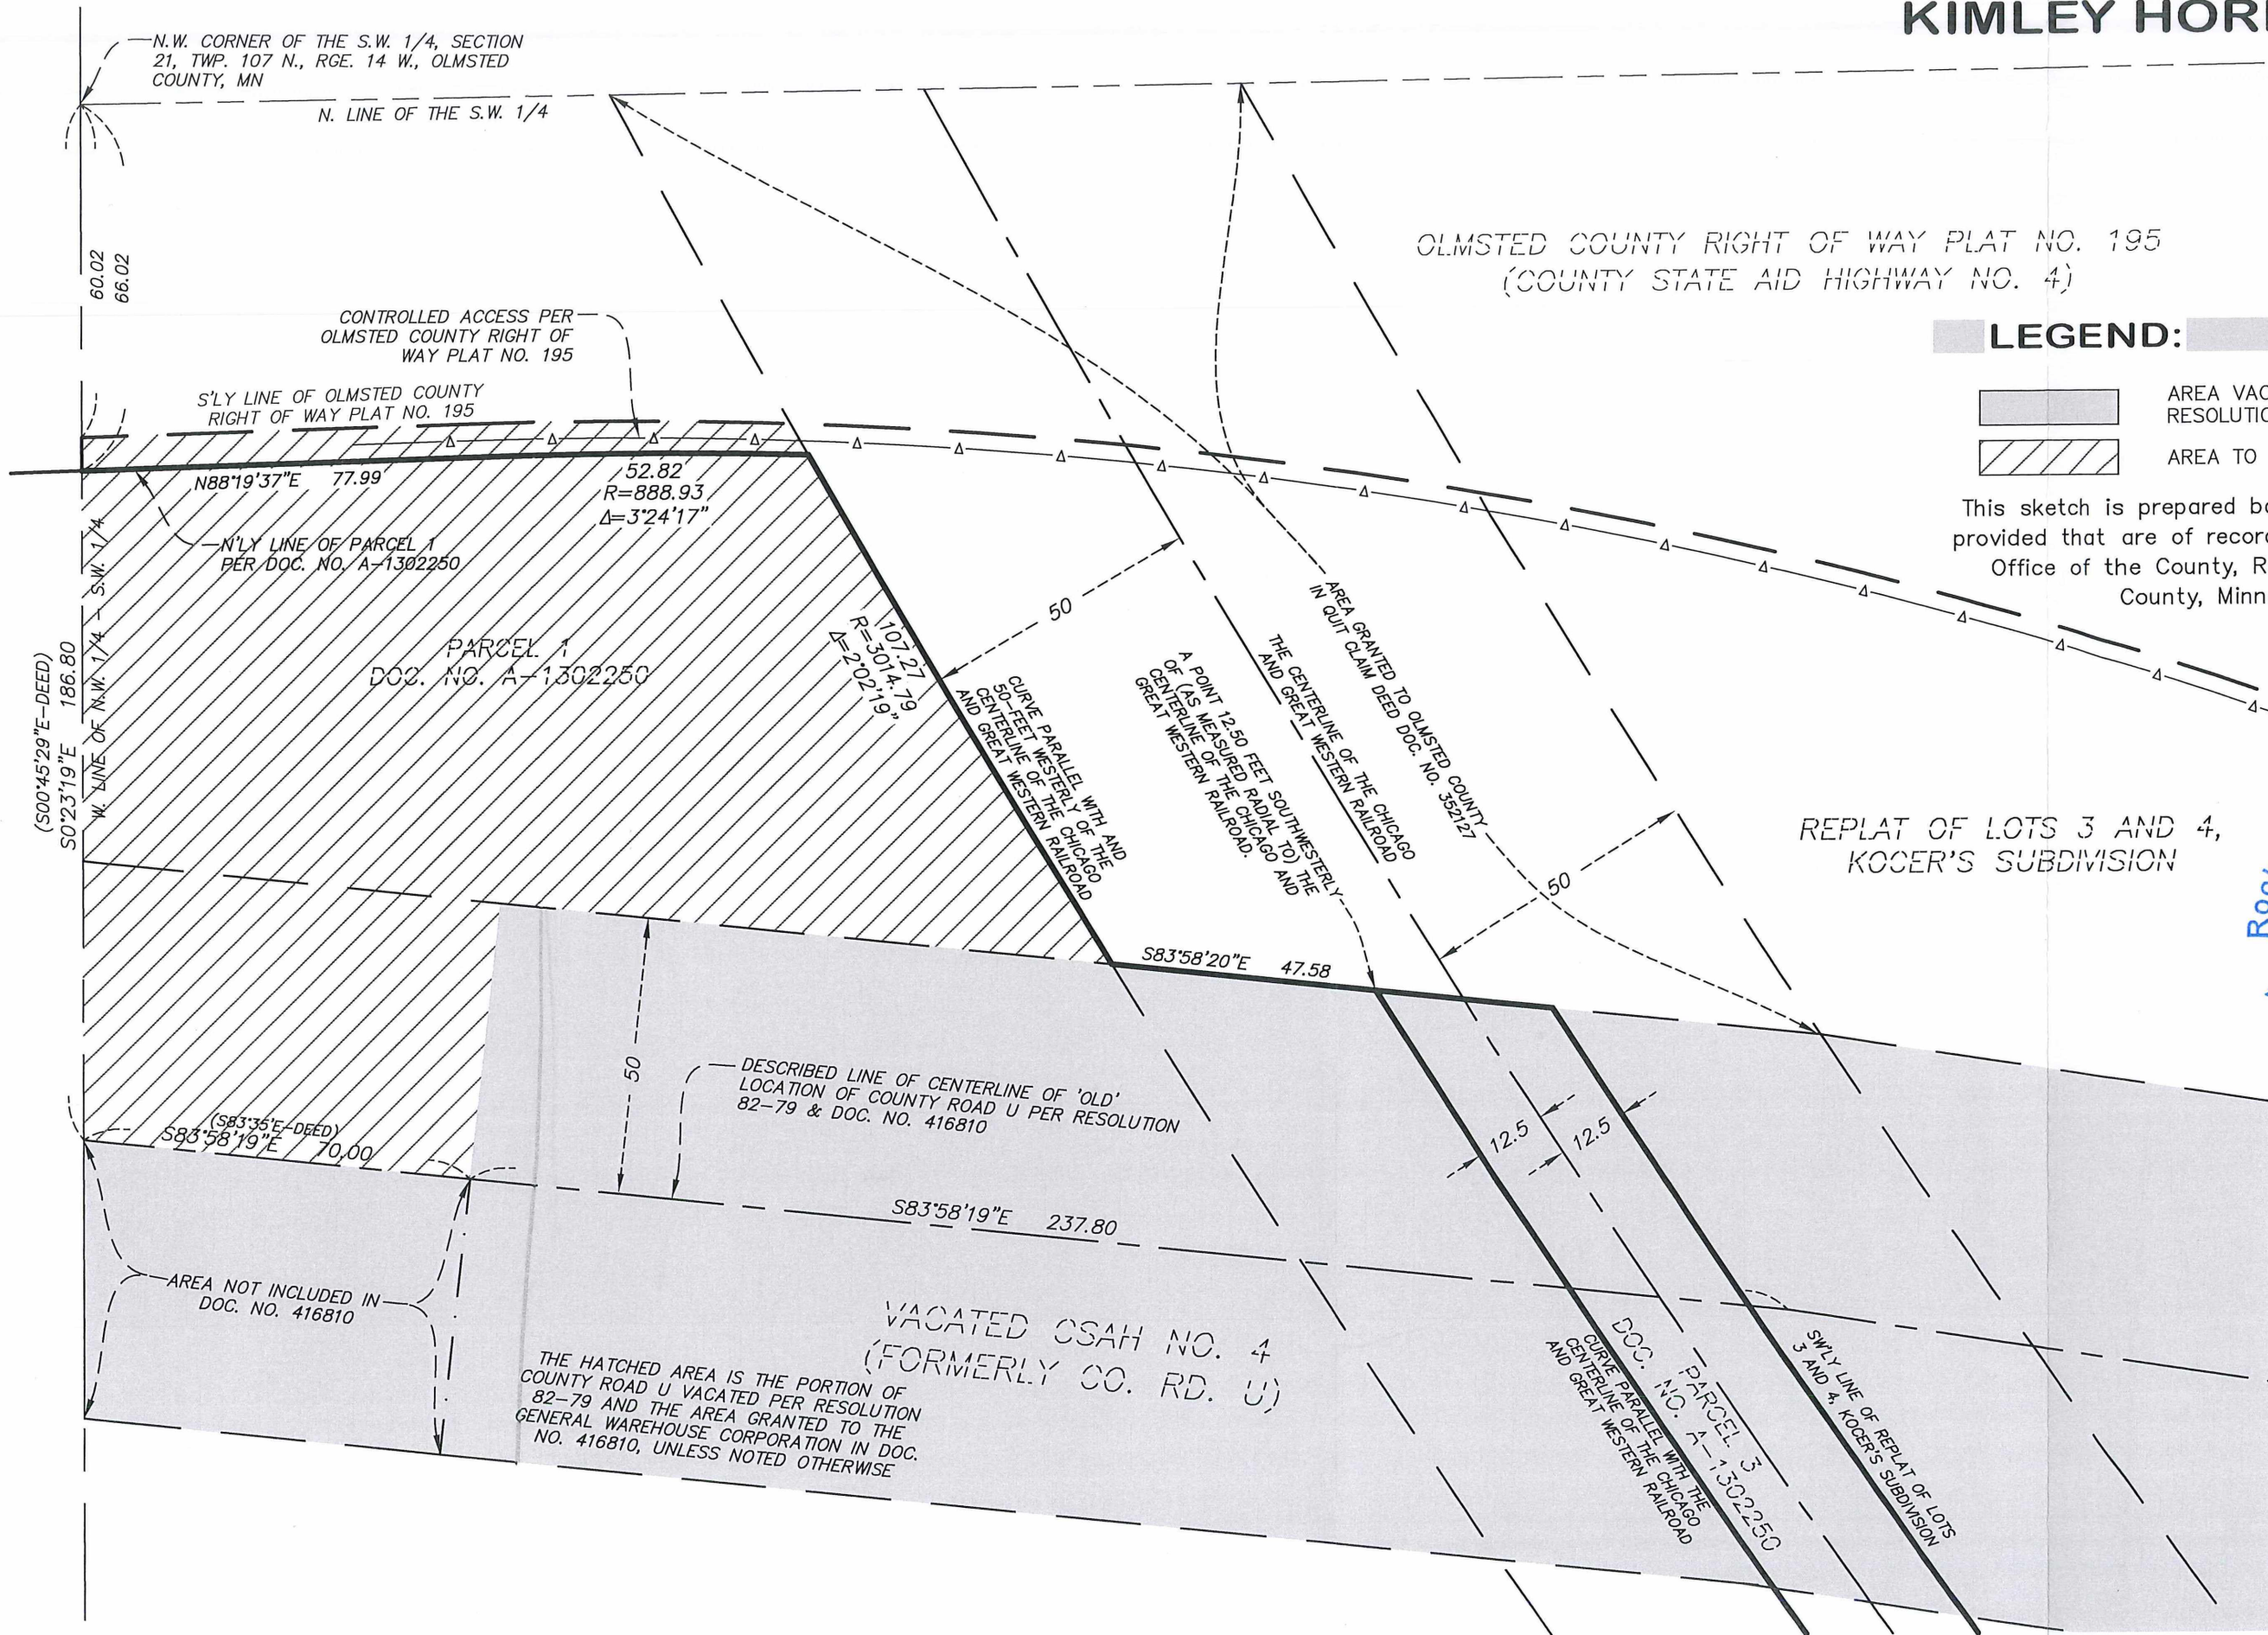 KIMLEY
N.W. CORNER OF THE S.W. 1/4, SECTION
21, TWP. 107 N., RGE. 14 W., OLMSTED
COUNTY, MN
N. LINE OF THE S.W. 1/4
60.02
66.02
OLMSTED COUNTY RIGHT OF WAY PLAT NO. 195
(COUNTY STATE AID HIGHWAY NO. 4)
CONTROLLED ACCESS PER
OLMSTED COUNTY RIGHT OF
WAY PLAT NO. 195
LEGEND:
AREA
AREA TO
This sketch is prepared
provided that are of
Office of the County,
County,
S'LY LINE OF OLMSTED COUNTY
RIGHT OF WAY PLAT NO. 195
N88°19'37"E 77.99
52.82
R=888.93
Δ=3°24'17"
N'LY LINE OF PARCEL 1
PER DOC. NO. A-1302250
W. LINE OF N.W. 1/4 - S.W. 1/4
(S00°45'29"E-DEED)
S0°23'19"E 186.80
PARCEL 1
DOC. NO. A-1302250
107.27
R=3014.79
Δ=2°02'19"
50
CURVE PARALLEL WITH AND
50-FEET WESTERLY OF THE
CENTERLINE OF THE CHICAGO
AND GREAT WESTERN RAILROAD
A POINT 12.50 FEET SOUTHWESTERLY
OF (AS MEASURED RADIAL TO) THE
CENTERLINE OF THE CHICAGO AND
GREAT WESTERN RAILROAD.
THE CENTERLINE OF THE CHICAGO
AND GREAT WESTERN RAILROAD
AREA GRANTED TO OLMSTED COUNTY
IN QUIT CLAIM DEED DOC. NO. 352127
REPLAT OF LOTS 3 AND 4,
KOCER'S SUBDIVISION
50
S83°58'20"E 47.58
50
DESCRIBED LINE OF CENTERLINE OF 'OLD'
LOCATION OF COUNTY ROAD U PER RESOLUTION
82-79 & DOC. NO. 416810
12.5
12.5
(S83°35'E-DEED)
S83°58'19"E 70.00
S83°58'19"E 237.80
AREA NOT INCLUDED IN
DOC. NO. 416810
VACATED CSAH NO. 4
(FORMERLY CO. RD. U)
THE HATCHED AREA IS THE PORTION OF
COUNTY ROAD U VACATED PER RESOLUTION
82-79 AND THE AREA GRANTED TO THE
GENERAL WAREHOUSE CORPORATION IN DOC.
NO. 416810, UNLESS NOTED OTHERWISE
PARCEL 3
DOC. NO. A-1302250
CURVE PARALLEL WITH THE
CENTERLINE OF THE CHICAGO
AND GREAT WESTERN RAILROAD
SW'LY LINE OF REPLAT OF LOTS
3 AND 4, KOCER'S SUBDIVISION